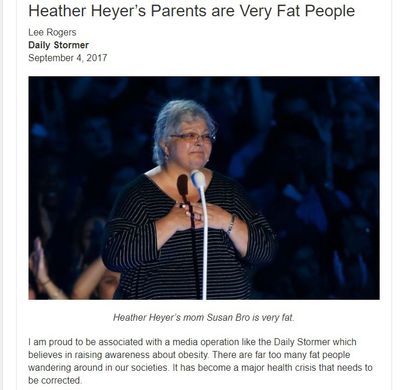 Heather Heyer’s Parents are Very Fat People
Lee Rogers
Daily Stormer
September 4, 2017
Heather Heyer’s mom Susan Bro is very fat.
I am proud to be associated with a media operation like the Daily Stormer which
believes in raising awareness about obesity. There are far too many fat people
wandering around in our societies. It has become a major health crisis that needs to
be corrected.